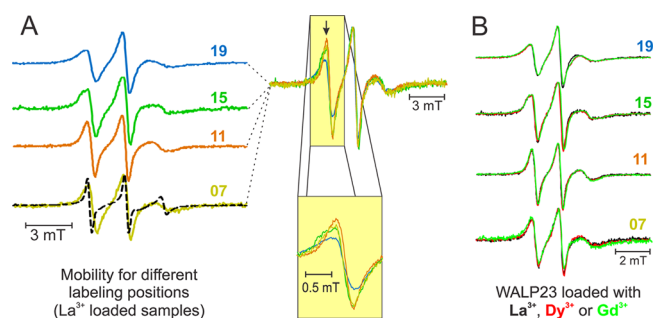 A
19
15
11
07
3 mT
Mobility for different
labeling positions
(La³⁺ loaded samples)
3 mT
0.5 mT
B
19
15
11
07
2 mT
WALP23 loaded with
La³⁺, Dy³⁺ or Gd³⁺